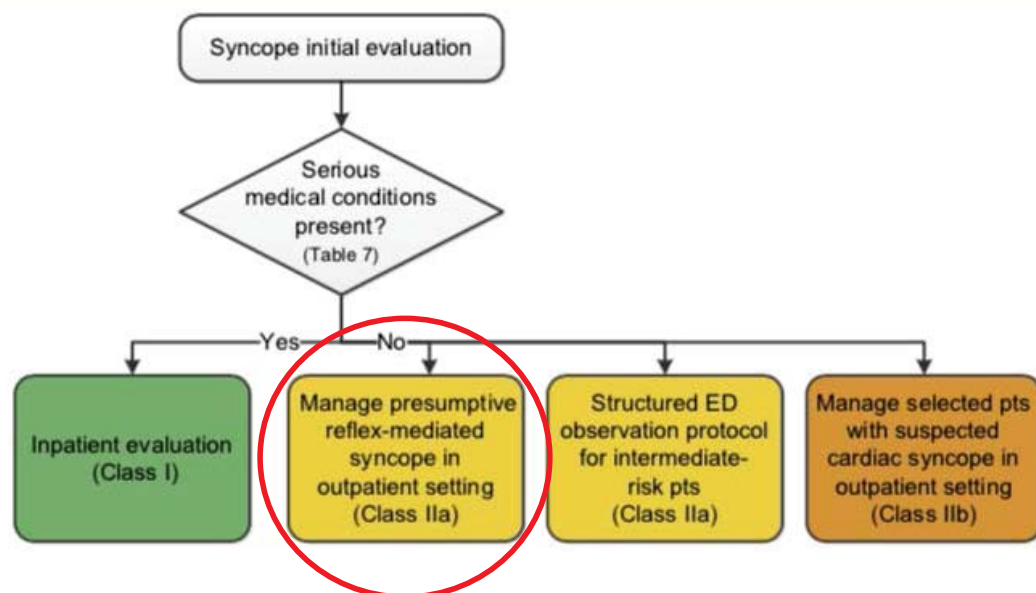 Syncope initial evaluation
Serious
medical conditions
present?
(Table 7)
Yes
No
Inpatient evaluation
(Class I)
Manage presumptive
reflex-mediated
syncope in
outpatient setting
(Class IIa)
Structured ED
observation protocol
for intermediate-
risk pts
(Class IIa)
Manage selected pts
with suspected
cardiac syncope in
outpatient setting
(Class IIb)